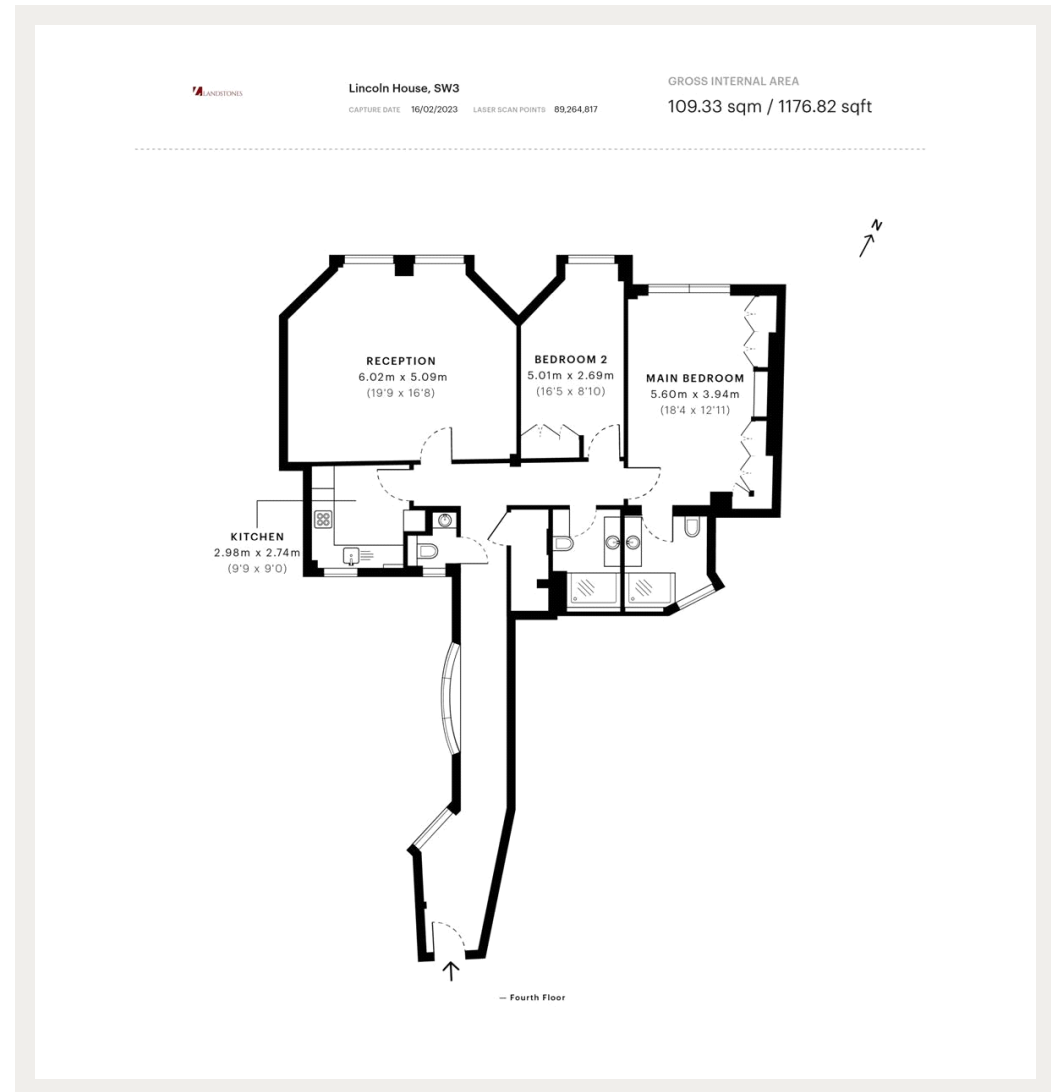 LANDSTONES
Lincoln House, SW3
CAPTURE DATE 16/02/2023 LASER SCAN POINTS 89,264,817
GROSS INTERNAL AREA
109.33 sqm / 1176.82 sqft
N
RECEPTION
6.02m x 5.09m
(19'9 x 16'8)
BEDROOM 2
5.01m x 2.69m
(16'5 x 8'10)
MAIN BEDROOM
5.60m x 3.94m
(18'4 x 12'11)
KITCHEN
2.98m x 2.74m
(9'9 x 9'0)
— Fourth Floor